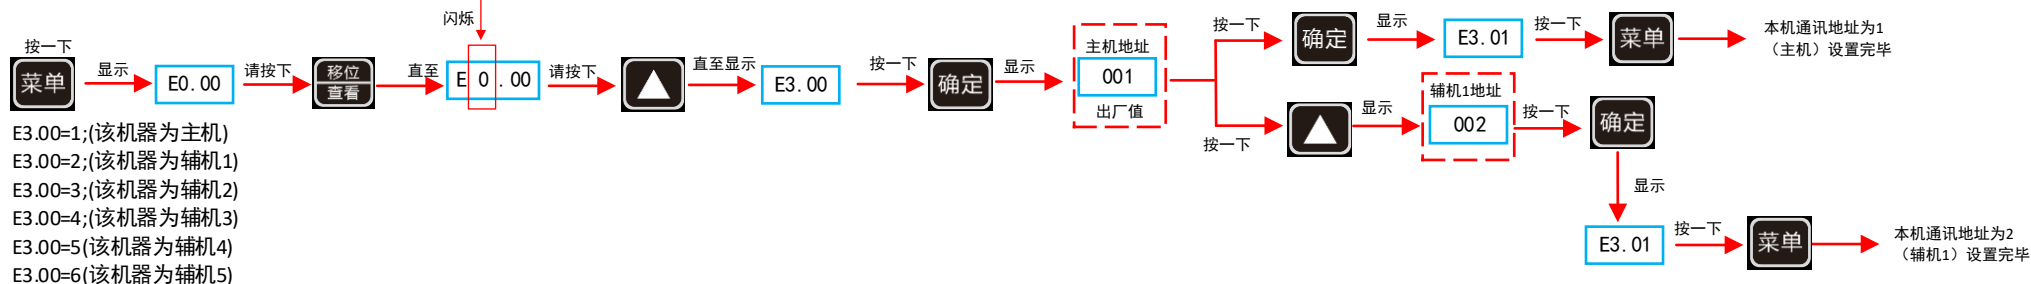 闪烁
按一下
菜单
显示
E0.00
请按下
移位
查看
直至
E 0 .00
请按下
直至显示
E3.00
按一下
确定
显示
主机地址
001
出厂值
按一下
确定
显示
E3.01
按一下
菜单
本机通讯地址为1
（主机）设置完毕
按一下
显示
辅机1地址
002
按一下
确定
显示
E3.01
按一下
菜单
本机通讯地址为2
（辅机1）设置完毕
E3.00=1;(该机器为主机)
E3.00=2;(该机器为辅机1)
E3.00=3;(该机器为辅机2)
E3.00=4;(该机器为辅机3)
E3.00=5(该机器为辅机4)
E3.00=6(该机器为辅机5)